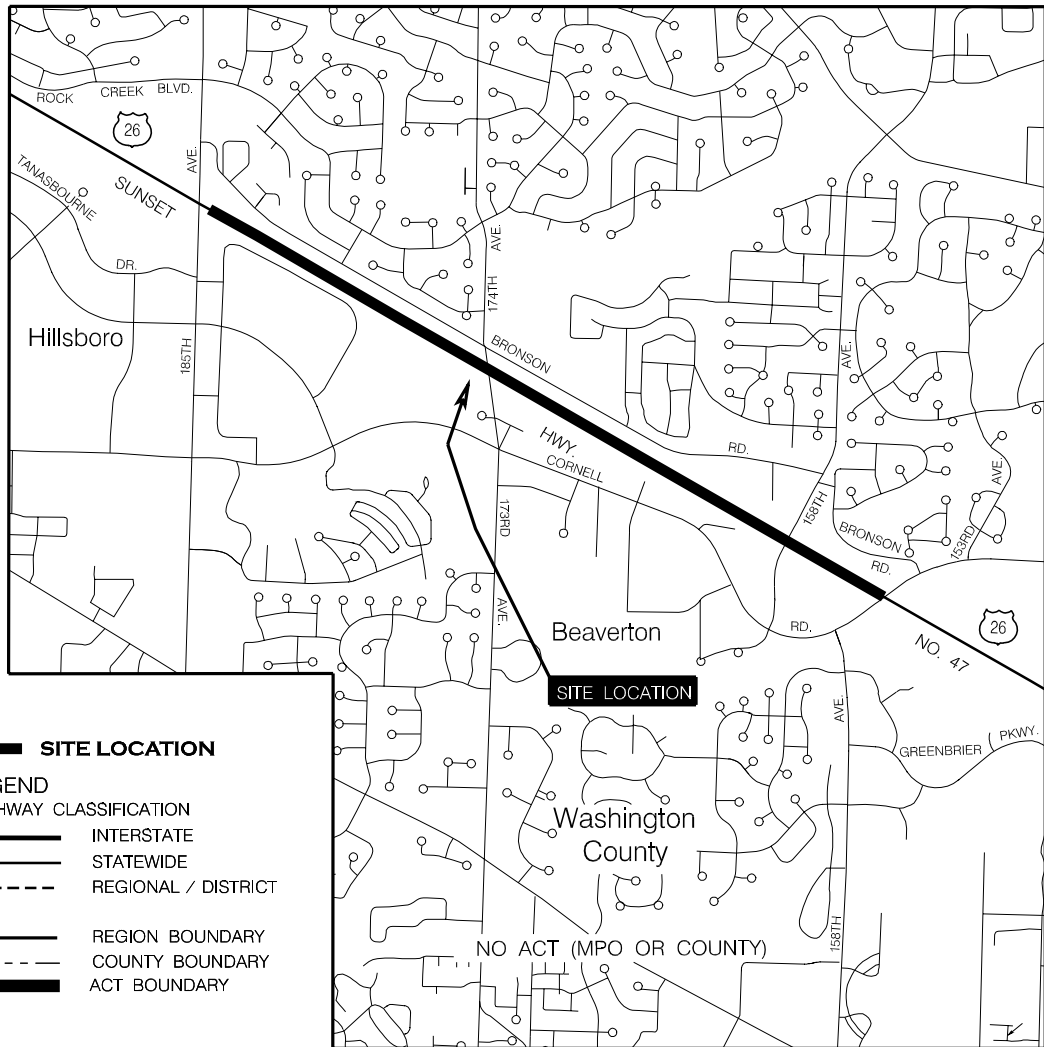 ROCK CREEK BLVD.
26
AVE.
TANASBOURNE
SUNSET
DR.
AVE.
174TH
Hillsboro
185TH
BRONSON
AVE.
HWY.
CORNELL
RD.
AVE.
173RD
158TH
BRONSON
RD.
153RD
AVE.
Beaverton
RD.
26
NO. 47
SITE LOCATION
AVE.
GREENBRIER PKWY.
SITE LOCATION
GEND
HWAY CLASSIFICATION
INTERSTATE
STATEWIDE
REGIONAL / DISTRICT
REGION BOUNDARY
COUNTY BOUNDARY
ACT BOUNDARY
Washington
County
158TH
NO ACT (MPO OR COUNTY)